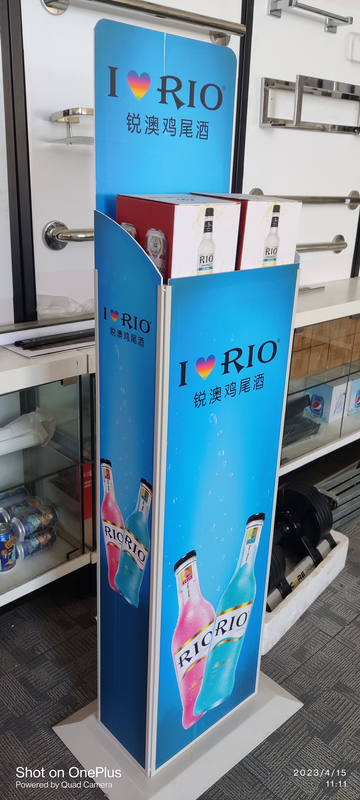 I ❤ RIO®
锐澳鸡尾酒
RIO
RIO
I ❤ RIO®
锐澳鸡尾酒
I ❤ RIO®
锐澳鸡尾酒
RIO
RIO
RIO
RIO
pepsi
Shot on OnePlus
Powered by Quad Camera
2023/4/15
11:11